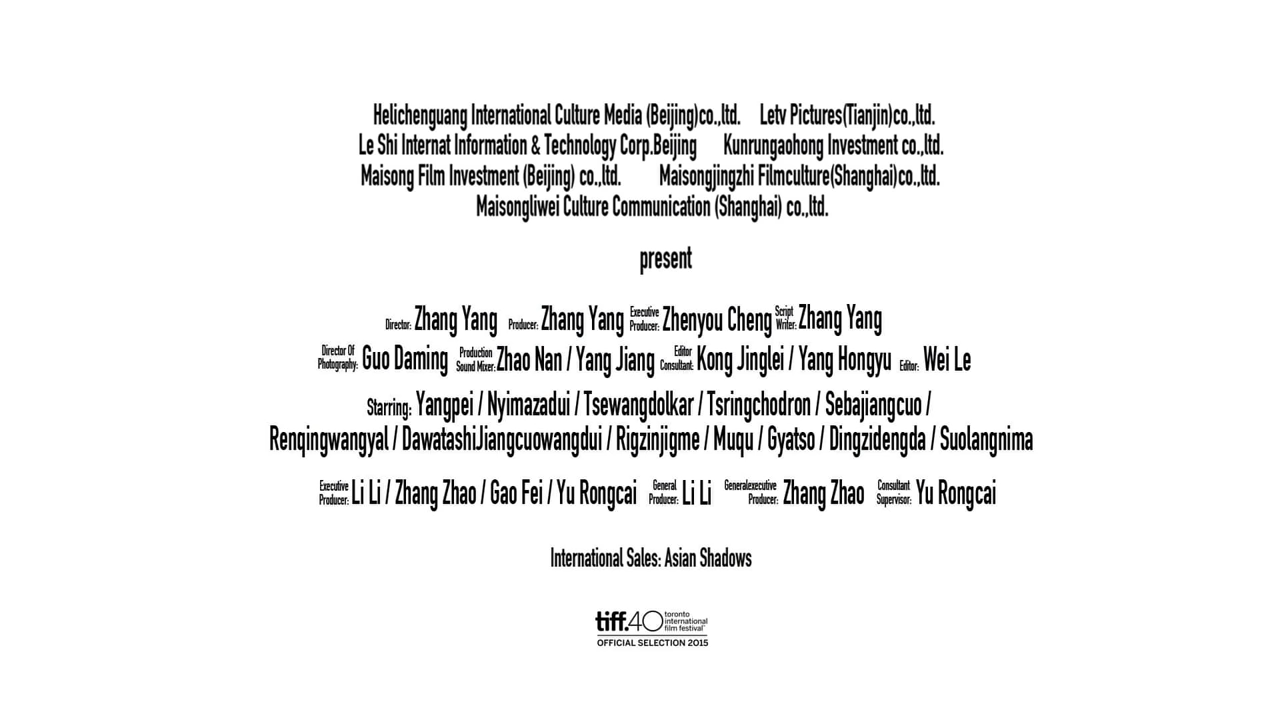 Helichenguang International Culture Media (Beijing)co.,ltd. Letv Pictures(Tianjin)co.,ltd.
Le Shi Internat Information & Technology Corp.Beijing Kunrungaohong Investment co.,ltd.
Maisong Film Investment (Beijing) co.,ltd. Maisongjingzhi Filmculture(Shanghai)co.,ltd.
Maisongliwei Culture Communication (Shanghai) co.,ltd.
present
Director: Zhang Yang Producer: Zhang Yang Executive Producer: Zhenyou Cheng Script Writer: Zhang Yang
Director Of Photography: Guo Daming Production Sound Mixer: Zhao Nan / Yang Jiang Editor Consultant: Kong Jinglei / Yang Hongyu Editor: Wei Le
Starring: Yangpei / Nyimazadui / Tsewangdolkar / Tsringchodron / Sebajiangcuo /
Renqingwangyal / DawatashiJiangcuowangdui / Rigzinjigme / Muqu / Gyatso / Dingzidengda / Suolangnima
Executive Producer: Li Li / Zhang Zhao / Gao Fei / Yu Rongcai General Producer: Li Li Generalexecutive Producer: Zhang Zhao Consultant Supervisor: Yu Rongcai
International Sales: Asian Shadows
tiff.40 toronto international film festival
OFFICIAL SELECTION 2015